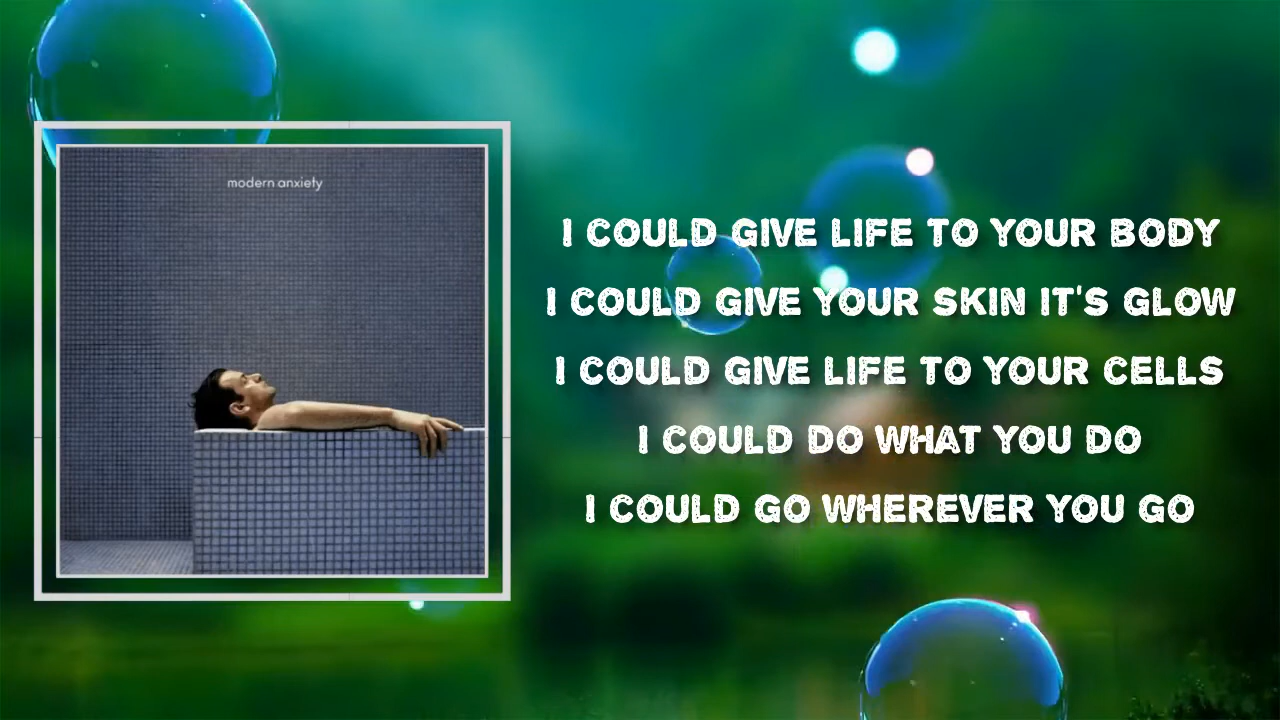 modern anxiety
I COULD GIVE LIFE TO YOUR BODY
I COULD GIVE YOUR SKIN IT'S GLOW
I COULD GIVE LIFE TO YOUR CELLS
I COULD DO WHAT YOU DO
I COULD GO WHEREVER YOU GO